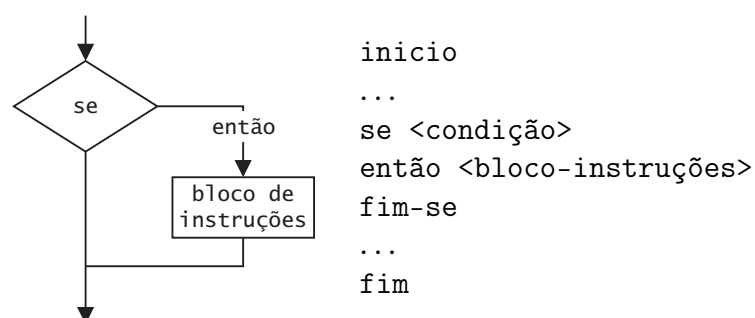 se
então
bloco de
instruções
inicio
...
se <condição>
então <bloco-instruções>
fim-se
...
fim